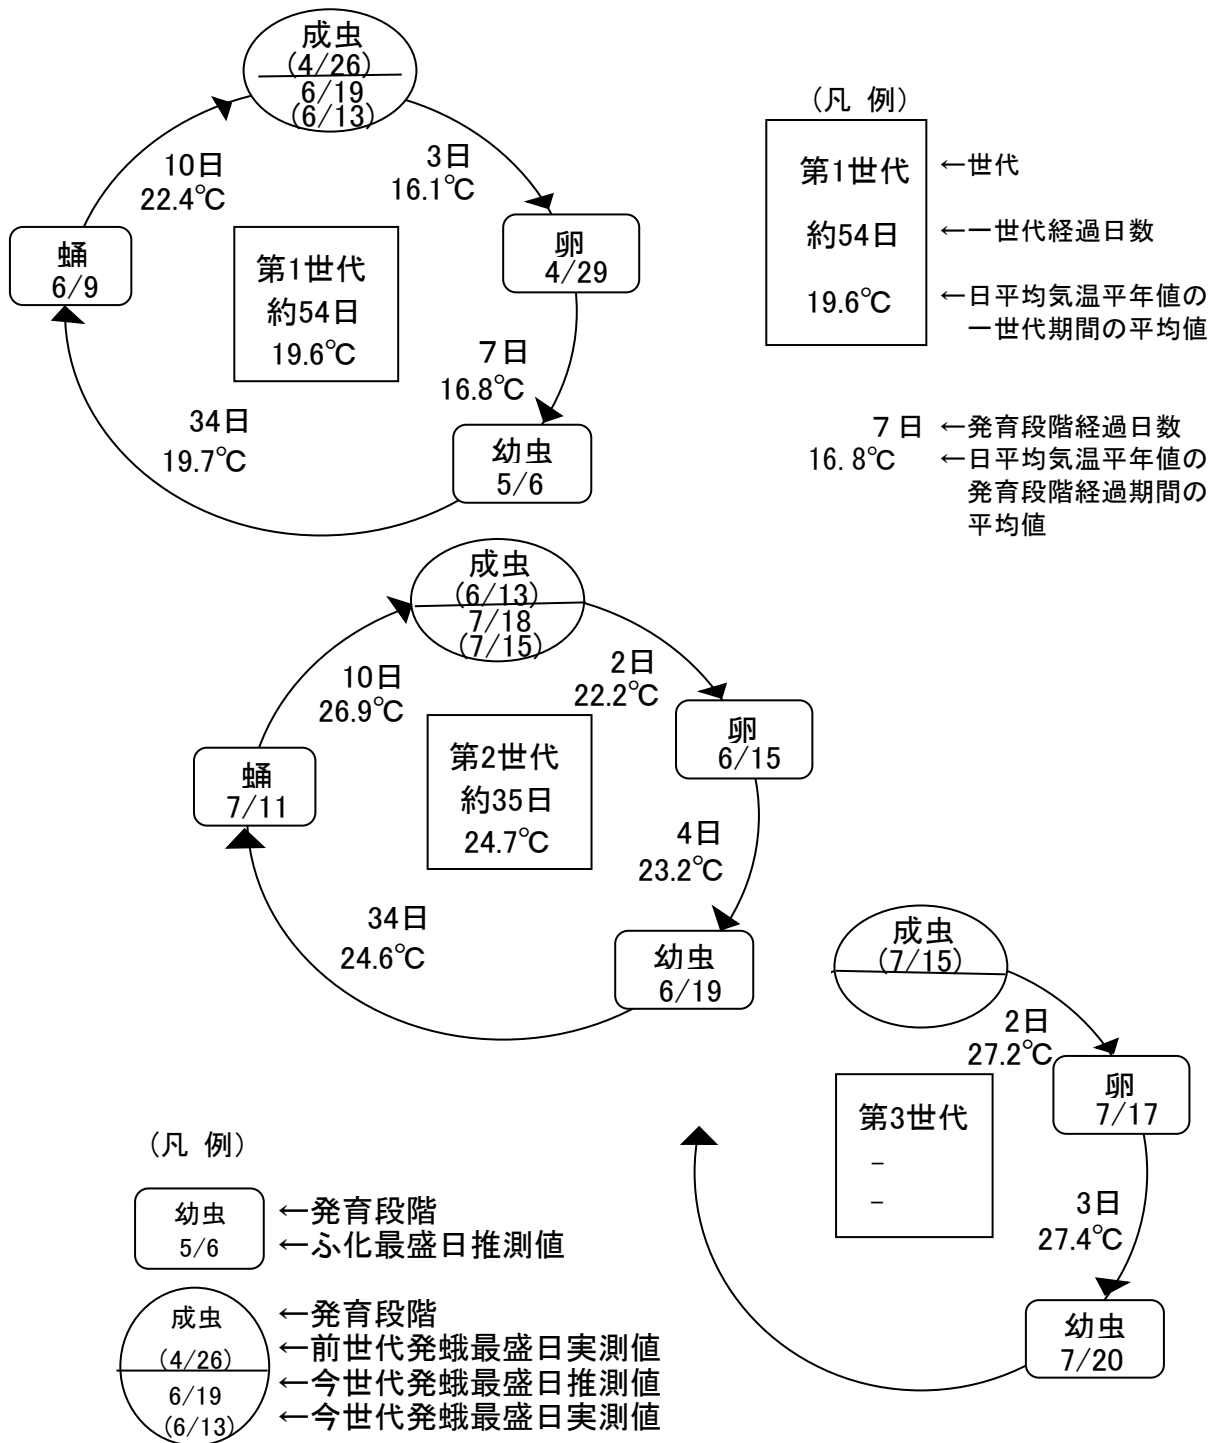 成虫
(4/26)
6/19
(6/13)
10日
22.4℃
3日
16.1℃
蛹
6/9
第1世代
約54日
19.6℃
卵
4/29
7日
16.8℃
34日
19.7℃
幼虫
5/6
(凡 例)
第1世代
←世代
約54日
←一世代経過日数
19.6℃
←日平均気温平年値の
一世代期間の平均値
7日
←発育段階経過日数
16.8℃
←日平均気温平年値の
発育段階経過期間の
平均値
成虫
(6/13)
7/18
(7/15)
10日
26.9℃
2日
22.2℃
蛹
7/11
第2世代
約35日
24.7℃
卵
6/15
4日
23.2℃
34日
24.6℃
幼虫
6/19
成虫
(7/15)
2日
27.2℃
第3世代
-
-
卵
7/17
3日
27.4℃
幼虫
7/20
(凡 例)
幼虫
←発育段階
5/6
←ふ化最盛日推測値
成虫
←発育段階
(4/26)
←前世代発蛾最盛日実測値
6/19
←今世代発蛾最盛日推測値
(6/13)
←今世代発蛾最盛日実測値